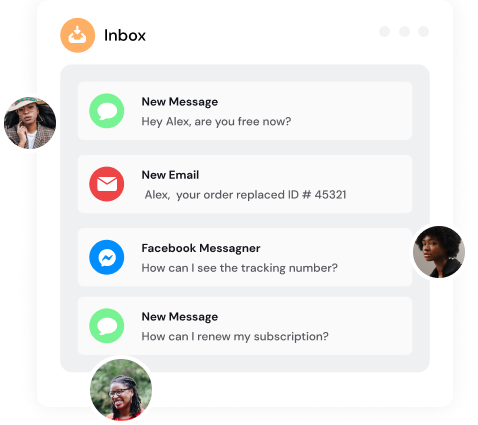 Inbox
New Message
Hey Alex, are you free now?
New Email
Alex,  your order replaced ID # 45321
Facebook Messagner
How can I see the tracking number?
New Message
How can I renew my subscription?